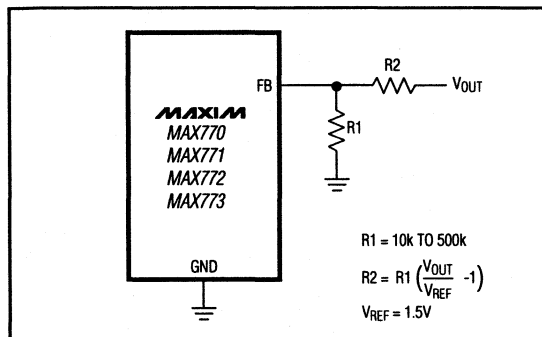 R2
FB
VOUT
R1
MAXIM
MAX770
MAX771
MAX772
MAX773
GND
R1 = 10k TO 500k
R2 = R1 (VOUT/VREF -1)
VREF = 1.5V